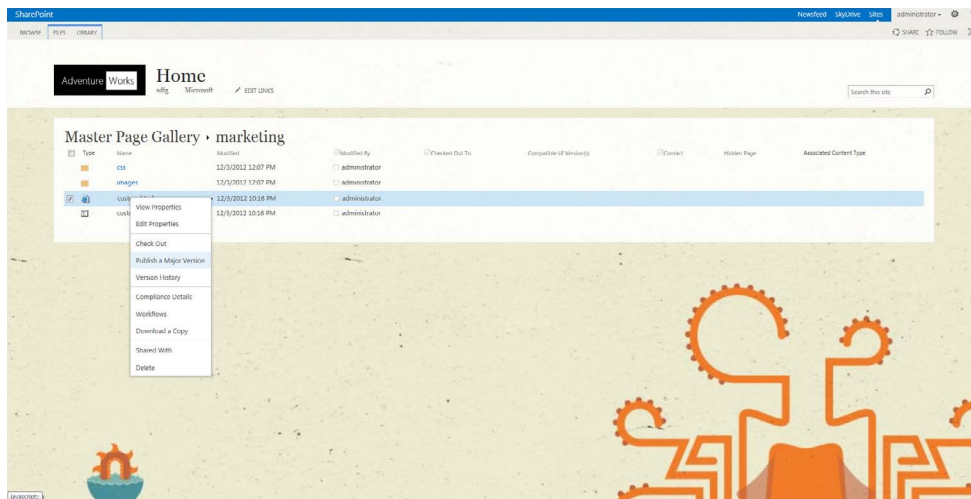 SharePoint
Newsfeed SkyDrive Sites administrator
BROWSE FILES LIBRARY
SHARE FOLLOW
Adventure Works
Home
sdfg Microsoft EDIT LINKS
Search this site
Master Page Gallery marketing
Type Name Modified Modified By Checked Out To Compatible UI Version(s) Contact Hidden Page Associated Content Type
css 12/3/2012 12:07 PM administrator
images 12/3/2012 12:07 PM administrator
12/3/2012 10:16 PM administrator
12/3/2012 10:16 PM administrator
View Properties
Edit Properties
Check Out
Publish a Major Version
Version History
Compliance Details
Workflows
Download a Copy
Shared With
Delete
javascript: